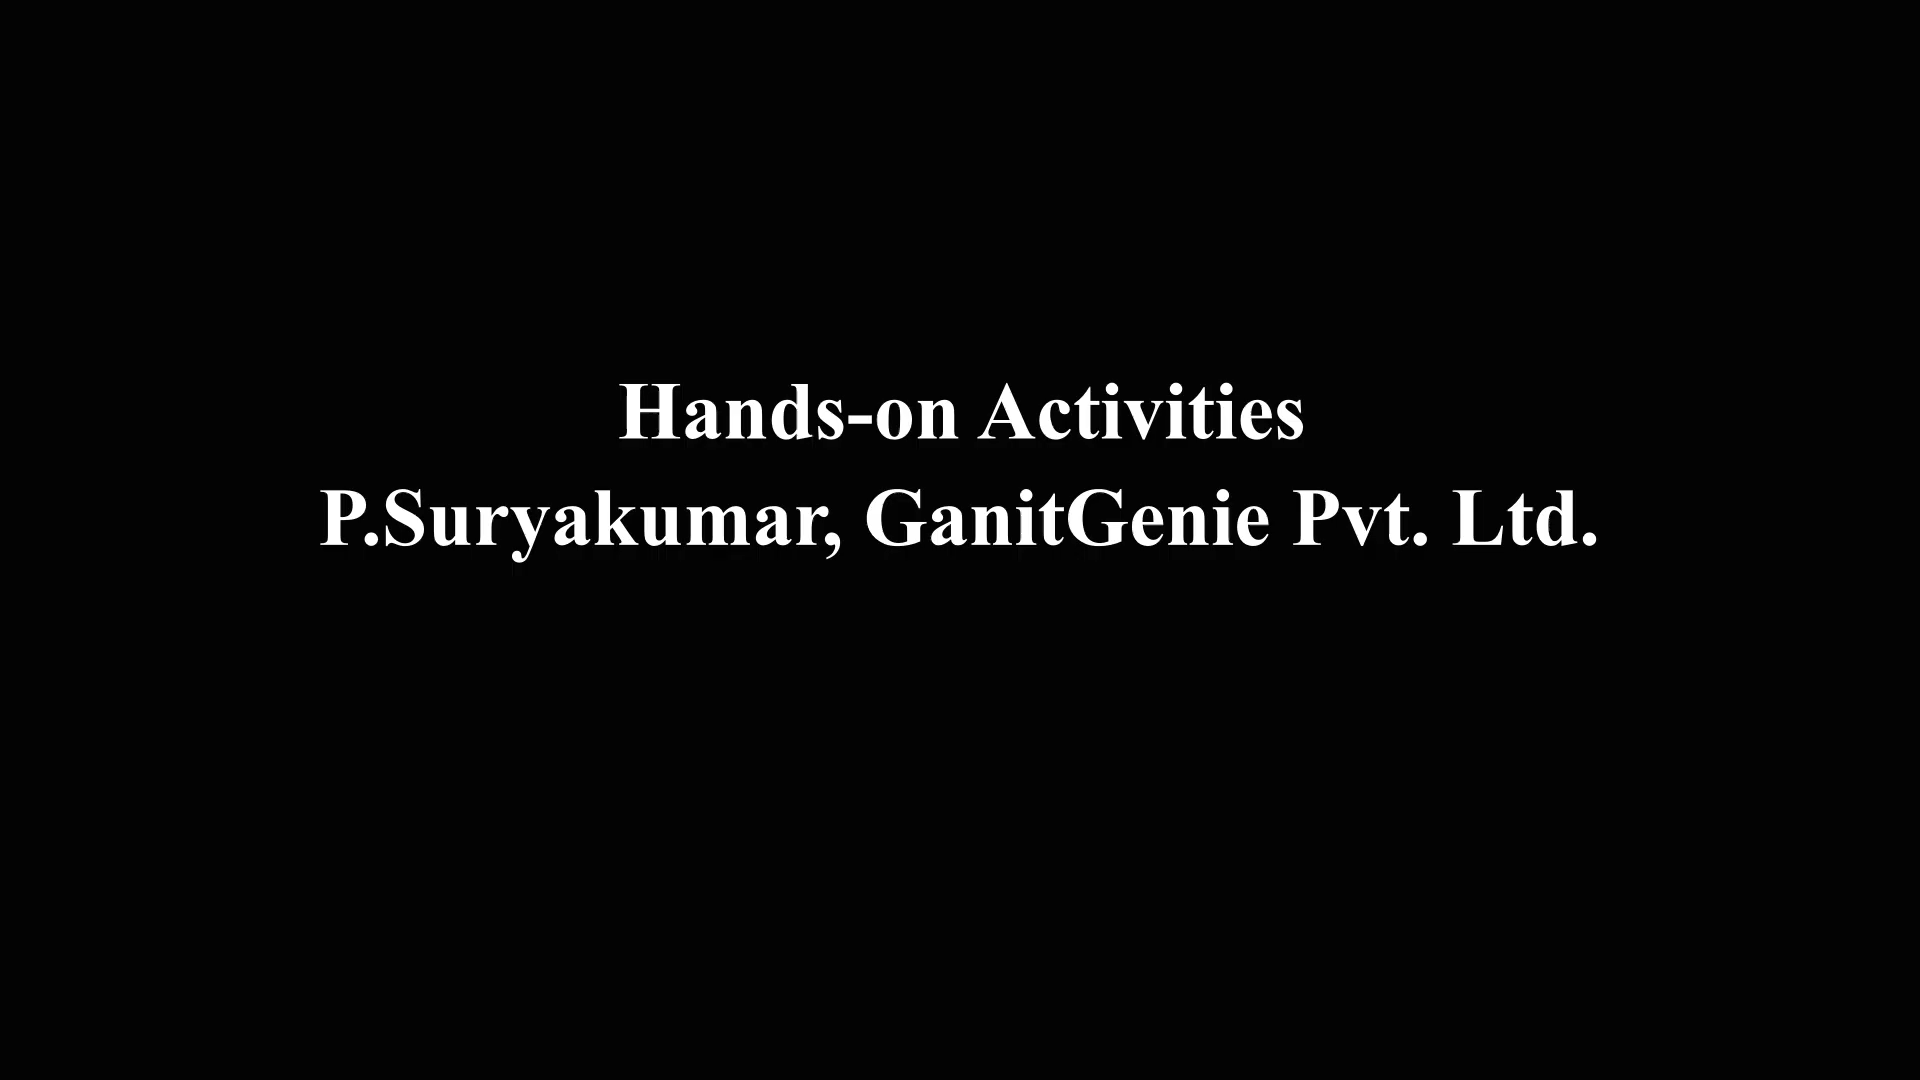 Hands-on Activities
P.Suryakumar, GanitGenie Pvt. Ltd.